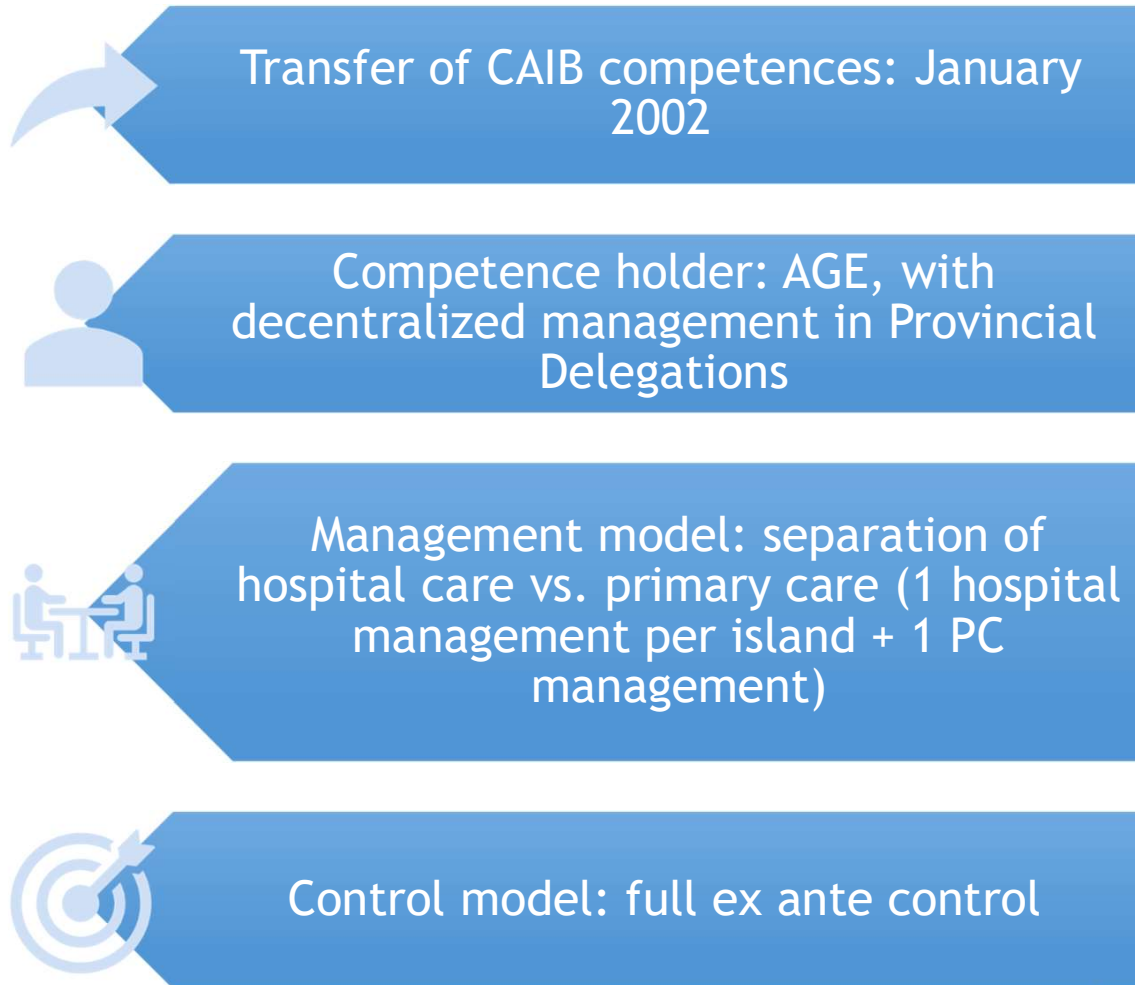 Transfer of CAIB competences: January
2002
Competence holder: AGE, with
decentralized management in Provincial
Delegations
Management model: separation of
hospital care vs. primary care (1 hospital
management per island + 1 PC
management)
Control model: full ex ante control